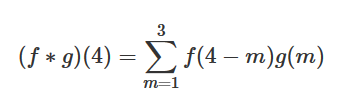 (f * g)(4) = ∑_{m=1}^{3} f(4 − m)g(m)